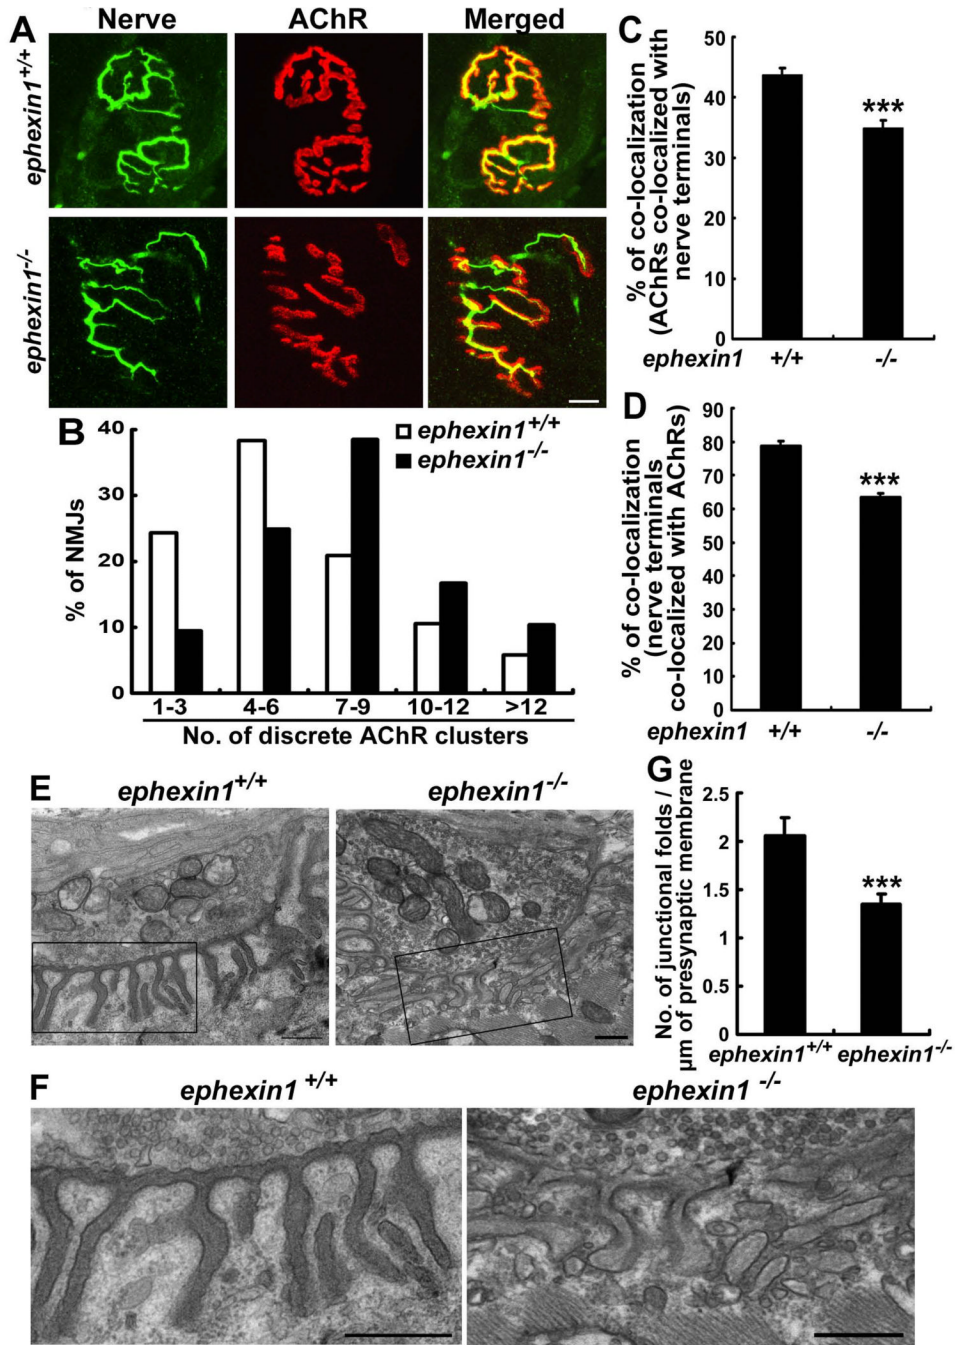 A
Nerve
AChR
Merged
ephexin1+/+
ephexin1-/-
B
% of NMJs
40
30
20
10
0
ephexin1+/+
ephexin1-/-
1-3
4-6
7-9
10-12
>12
No. of discrete AChR clusters
C
% of co-localization
(AChRs co-localized with
nerve terminals)
50
40
30
20
10
0
***
ephexin1
+/+
-/-
D
% of co-localization
(nerve terminals
co-localized with AChRs)
90
80
70
60
50
40
30
20
10
0
***
ephexin1
+/+
-/-
E
ephexin1+/+
ephexin1-/-
G
No. of junctional folds /
µm of presynaptic membrane
2.5
2
1.5
1
0.5
0
***
ephexin1+/+
ephexin1-/-
F
ephexin1 +/+
ephexin1 -/-